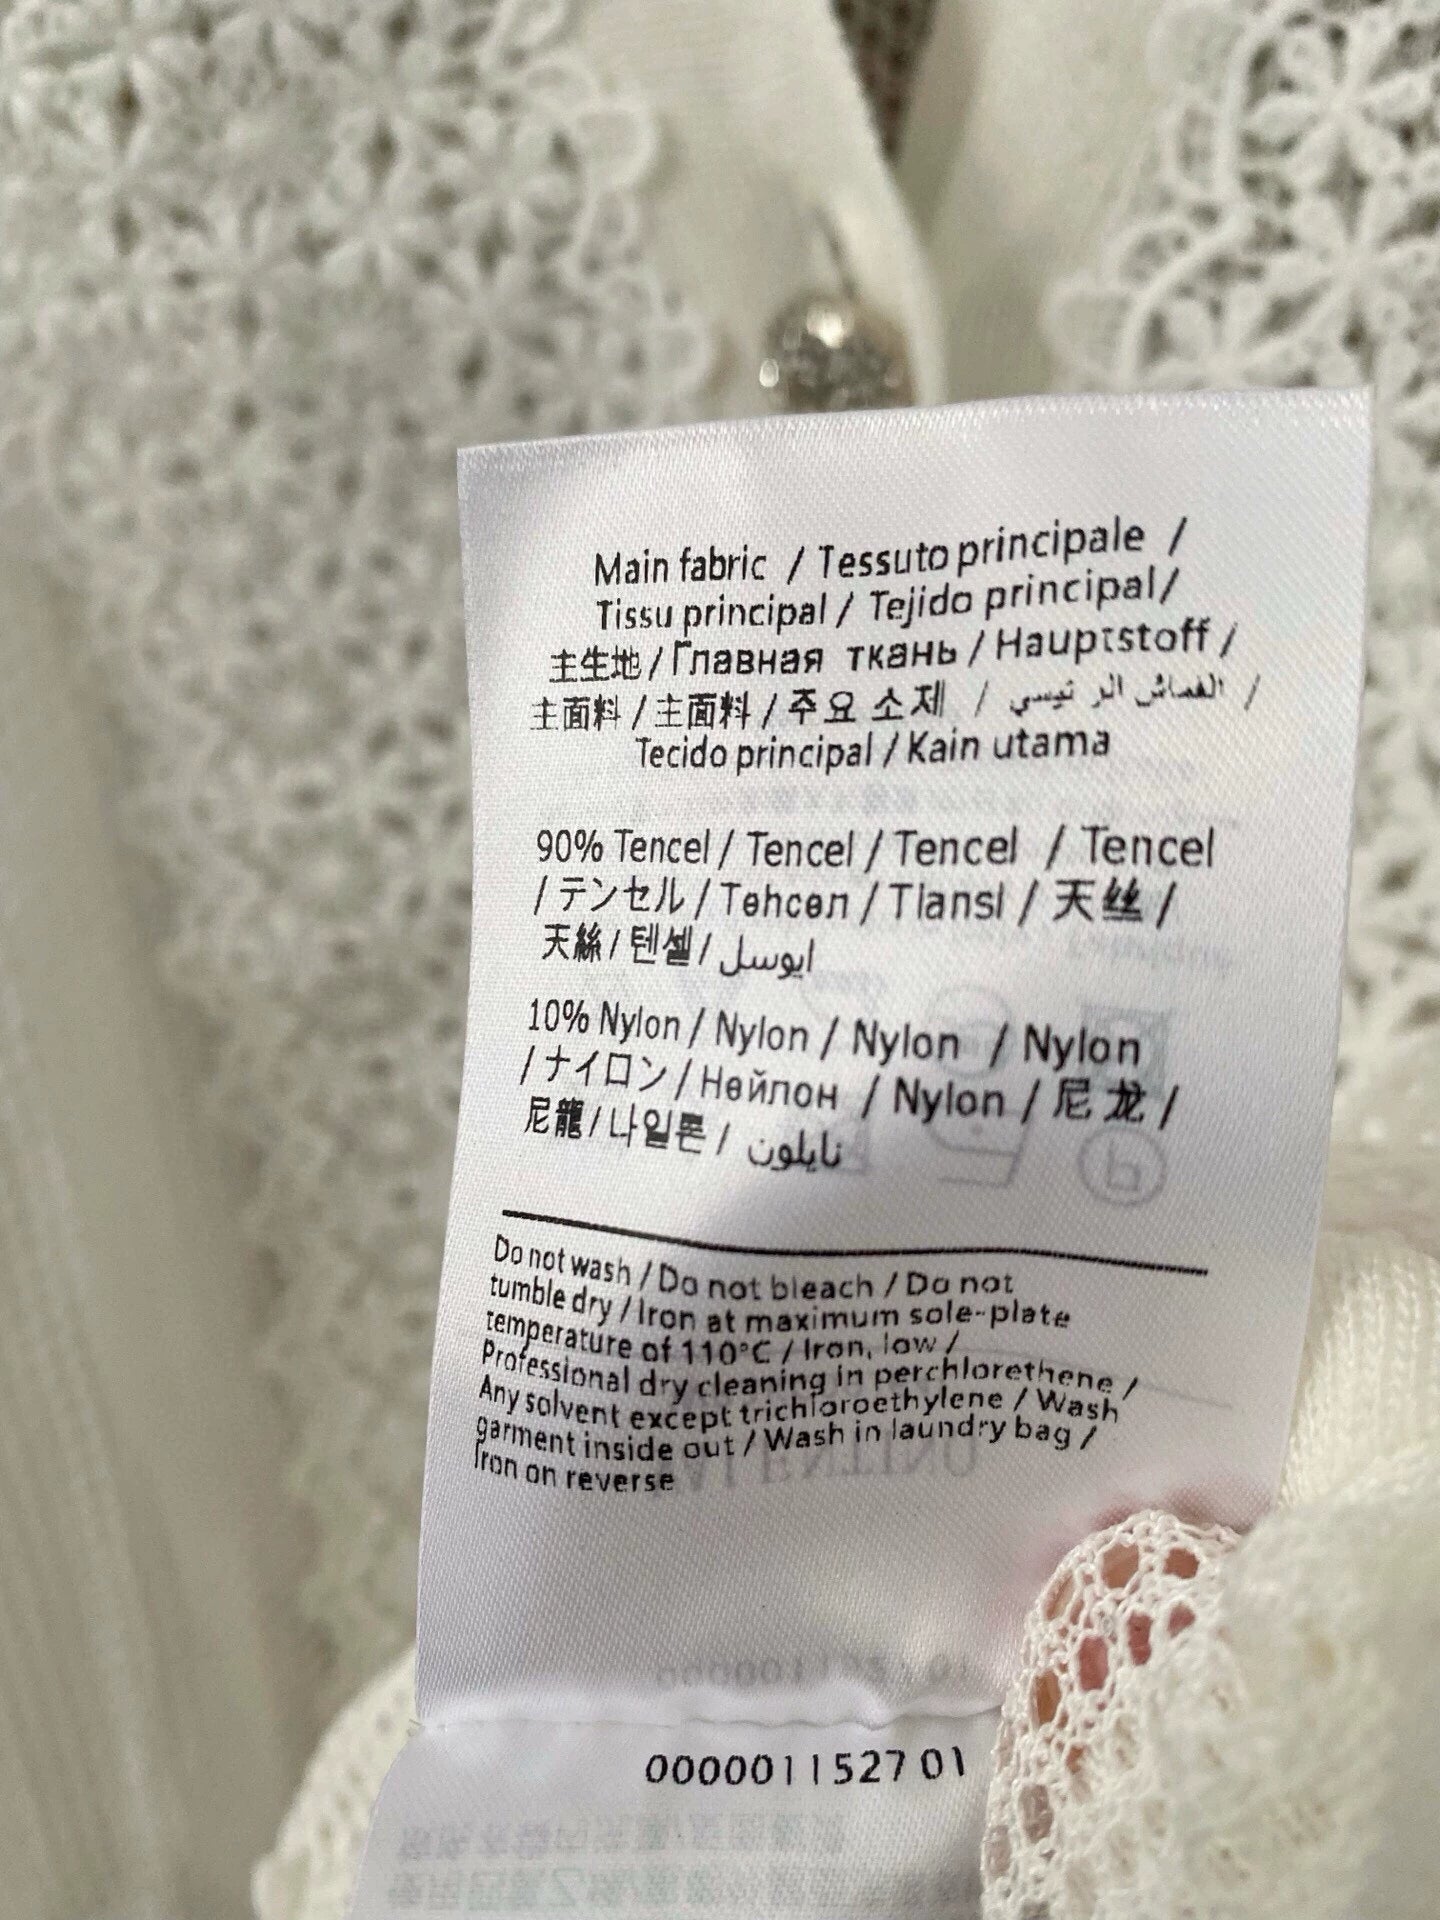 Main fabric / Tessuto principale /
Tissu principal / Tejido principal/
主生地 / Главная ткань / Hauptstoff /
主面料 / 主面料 / 주요 소재 / القماش الرئيسي /
Tecido principal / Kain utama
90% Tencel / Tencel / Tencel / Tencel
/ テンセル / Төнсөл / Tiansi / 天丝 /
天絲 / 텐셀 / ايوسل
10% Nylon / Nylon / Nylon / Nylon
/ ナイロン / Нөйлон / Nylon / 尼龙 /
尼龍 / 나일론 / نايلون
Do not wash / Do not bleach / Do not
tumble dry / Iron at maximum sole-plate
temperature of 110°C / Iron, low /
Professional dry cleaning in perchlorethene /
Any solvent except trichloroethylene / Wash
garment inside out / Wash in laundry bag /
Iron on reverse
0000011527 01